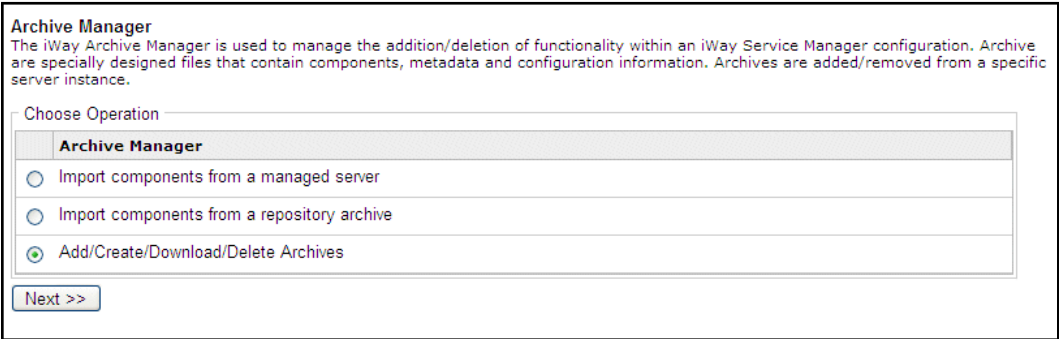 Archive Manager
The iWay Archive Manager is used to manage the addition/deletion of functionality within an iWay Service Manager configuration. Archive
are specially designed files that contain components, metadata and configuration information. Archives are added/removed from a specific
server instance.
Choose Operation
Archive Manager
Import components from a managed server
Import components from a repository archive
Add/Create/Download/Delete Archives
Next >>